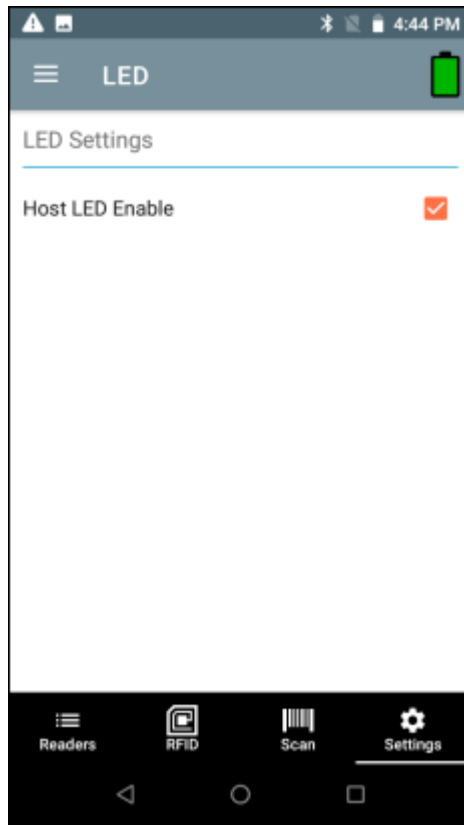 4:44 PM
LED
LED Settings
Host LED Enable
Readers RFID Scan Settings